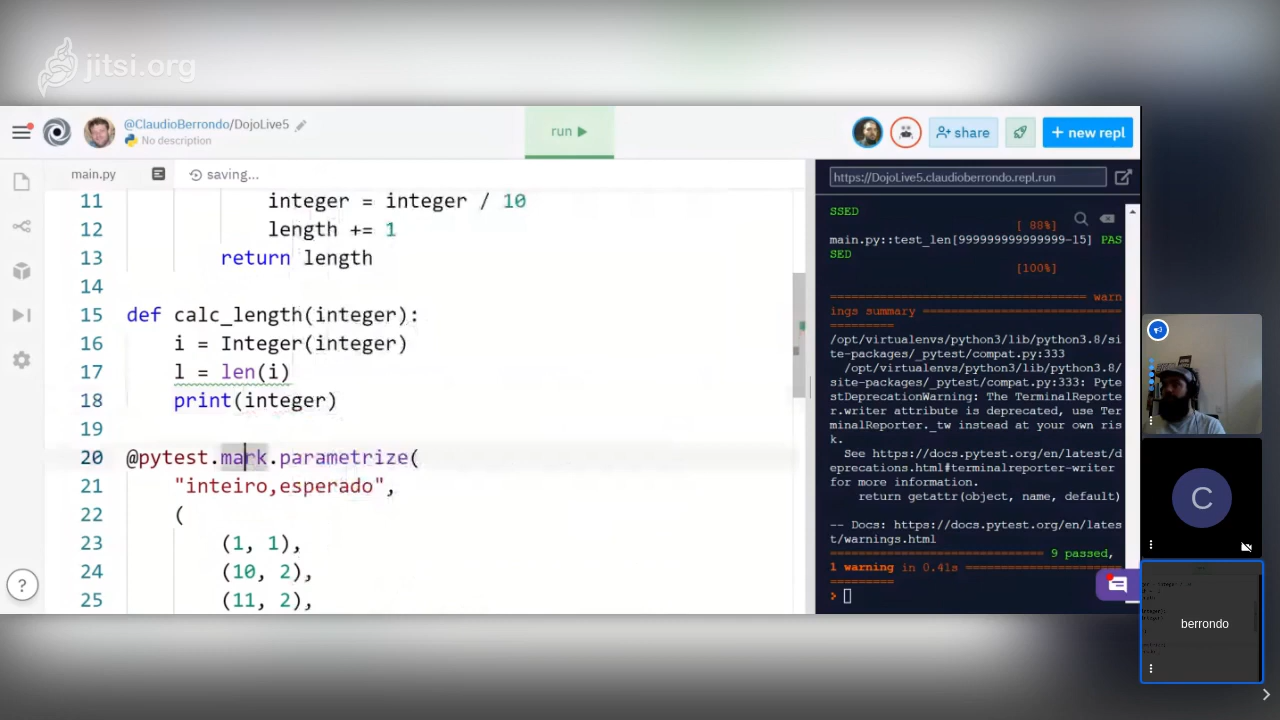 jitsi.org
@ClaudioBerrondo/DojoLive5
No description
run
share
+ new repl
main.py
saving...
https://DojoLive5.claudioberrondo.repl.run
11 integer = integer / 10
12 length += 1
13 return length
14
15 def calc_length(integer):
16 i = Integer(integer)
17 l = len(i)
18 print(integer)
19
20 @pytest.mark.parametrize(
21 "inteiro,esperado",
22 (
23 (1, 1),
24 (10, 2),
25 (11, 2),
SSED
[ 88%]
main.py::test_len[999999999999999-15] PAS
SED
[100%]
================================== warn
ings summary ==========================
=========
/opt/virtualenvs/python3/lib/python3.8/si
te-packages/_pytest/compat.py:333
/opt/virtualenvs/python3/lib/python3.8/
site-packages/_pytest/compat.py:333: Pyte
stDeprecationWarning: The TerminalReporte
r.writer attribute is deprecated, use Ter
minalReporter._tw instead at your own ris
k.
See https://docs.pytest.org/en/latest/d
eprecations.html#terminalreporter-writer
for more information.
return getattr(object, name, default)
-- Docs: https://docs.pytest.org/en/lates
t/warnings.html
============================ 9 passed,
1 warning in 0.41s ====================
=========
?
C
berrondo